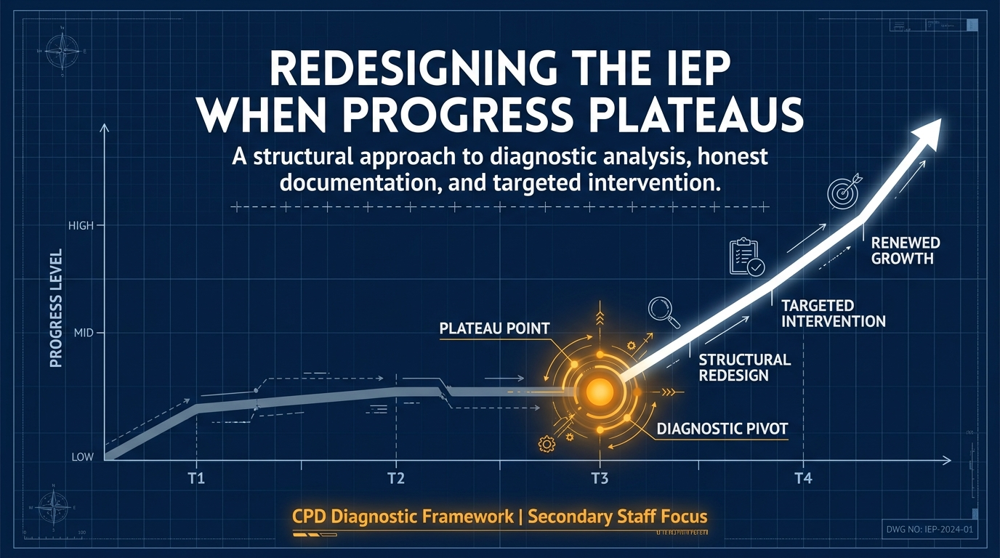 REDESIGNING THE IEP
WHEN PROGRESS PLATEAUS
A structural approach to diagnostic analysis, honest
documentation, and targeted intervention.
HIGH
PROGRESS LEVEL
MID
LOW
PLATEAU POINT
DIAGNOSTIC PIVOT
STRUCTURAL
REDESIGN
TARGETED
INTERVENTION
RENEWED
GROWTH
T1
T2
T3
T4
CPD Diagnostic Framework | Secondary Staff Focus
N
W
E
S
0
100
DWG NO: IEP-2024-01